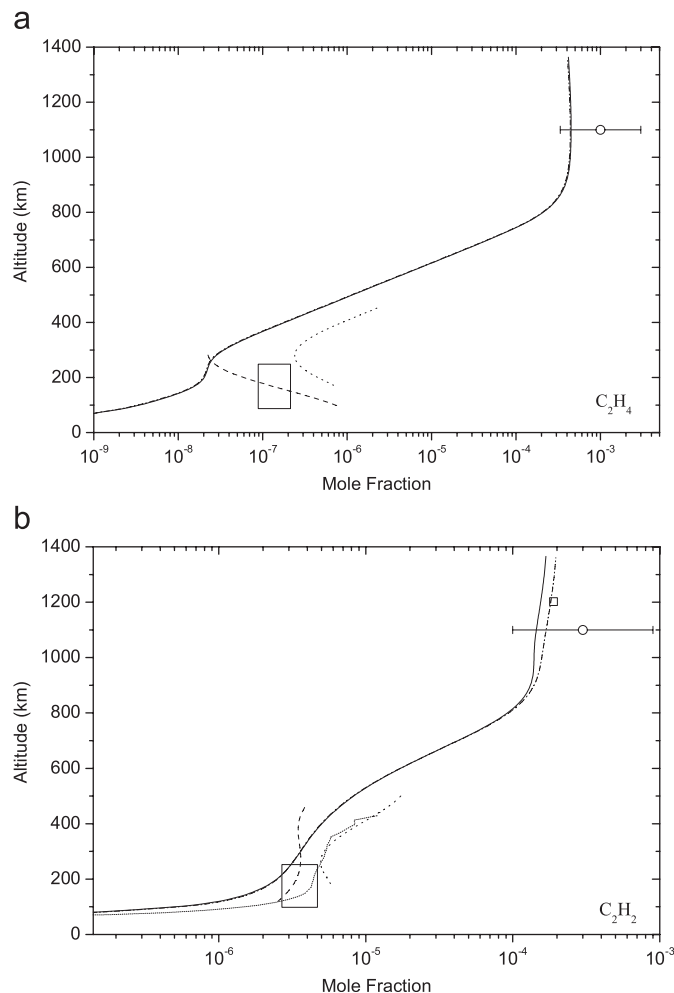 a
1400
1200
1000
800
600
400
200
0
Altitude (km)
C₂H₄
10⁻⁹ 10⁻⁸ 10⁻⁷ 10⁻⁶ 10⁻⁵ 10⁻⁴ 10⁻³
Mole Fraction
b
1400
1200
1000
800
600
400
200
0
Altitude (km)
C₂H₂
10⁻⁶ 10⁻⁵ 10⁻⁴ 10⁻³
Mole Fraction